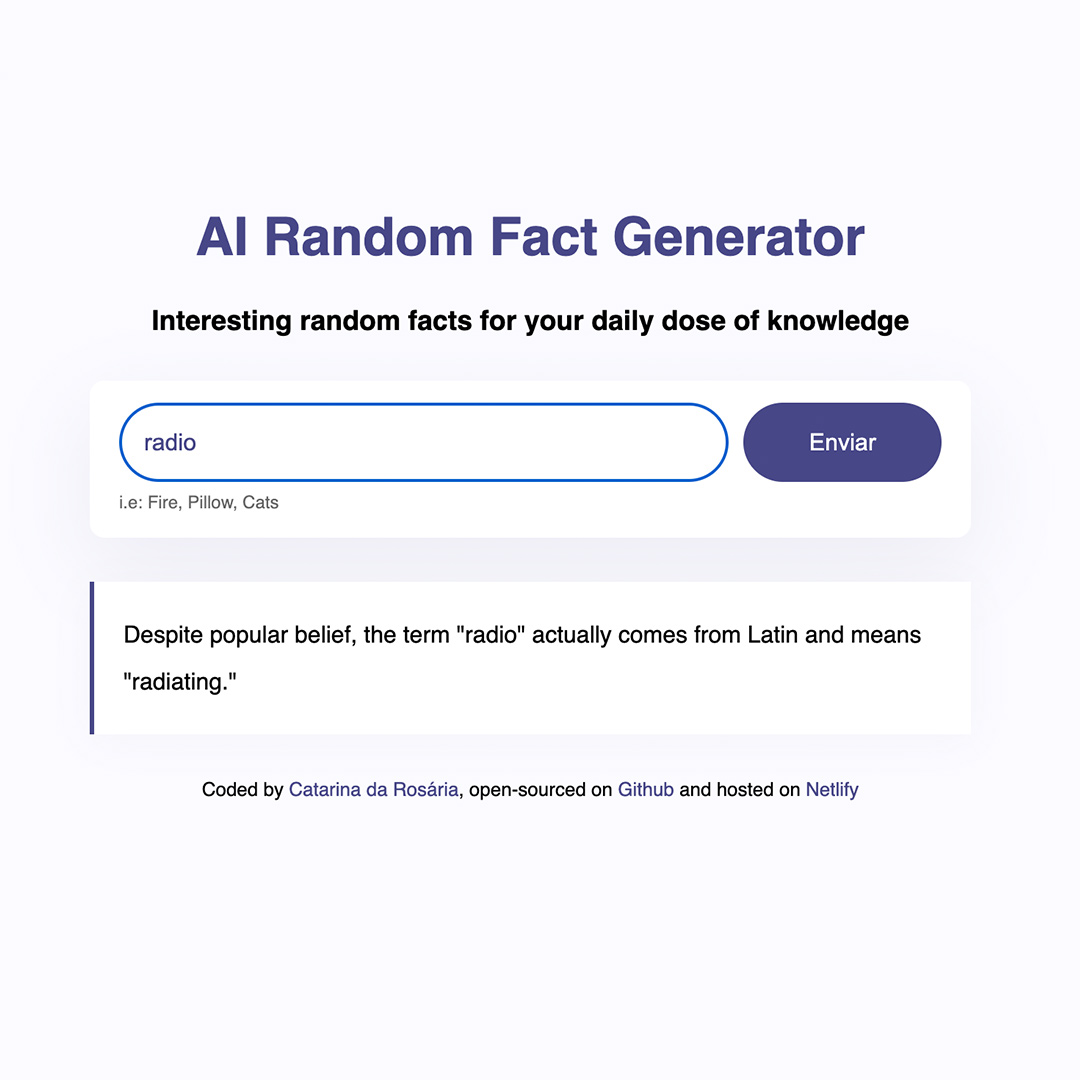 AI Random Fact Generator
Interesting random facts for your daily dose of knowledge
radio
Enviar
i.e: Fire, Pillow, Cats
Despite popular belief, the term "radio" actually comes from Latin and means
"radiating."
Coded by Catarina da Rosária, open-sourced on Github and hosted on Netlify